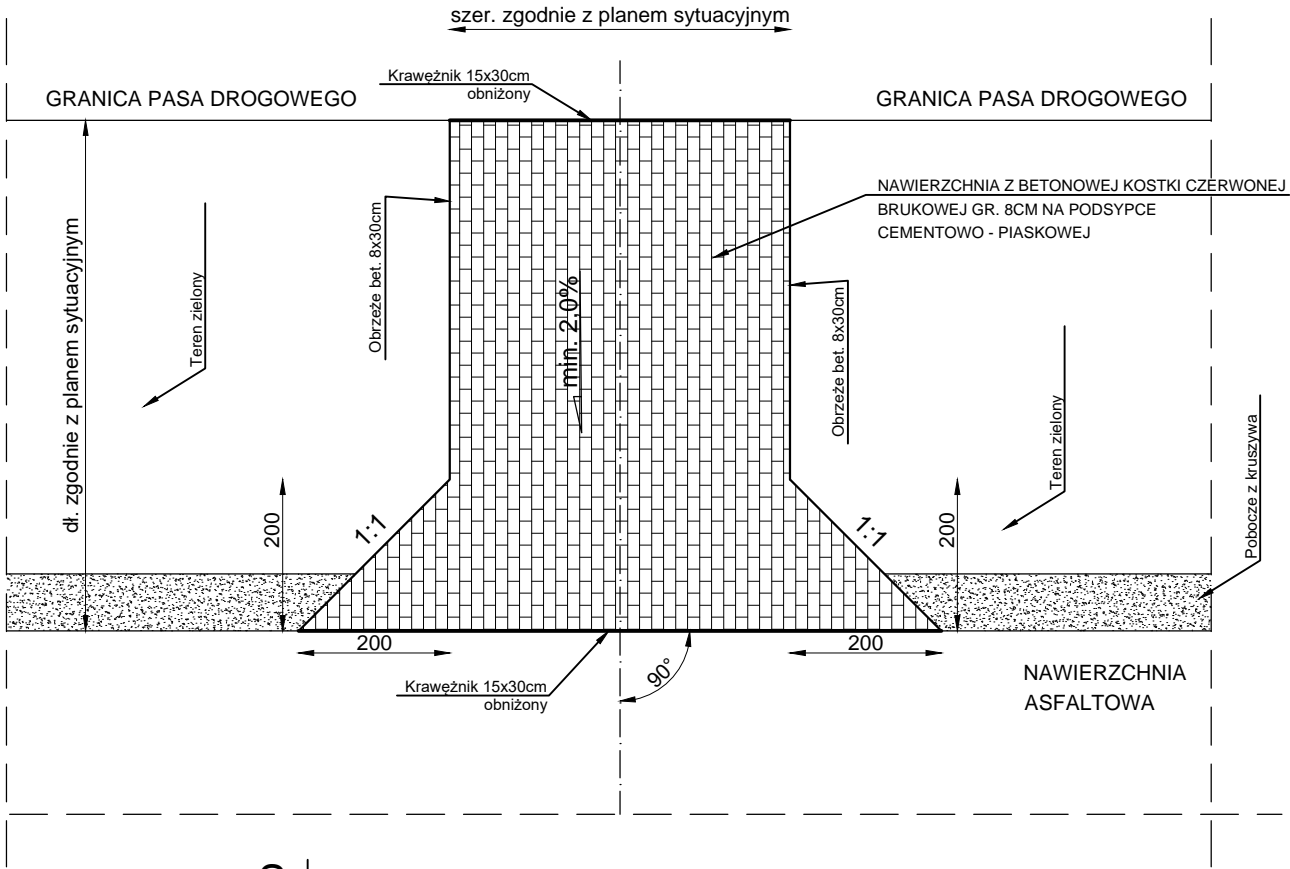 szer. zgodnie z planem sytuacyjnym
Krawężnik 15x30cm
obniżony
GRANICA PASA DROGOWEGO
GRANICA PASA DROGOWEGO
NAWIERZCHNIA Z BETONOWEJ KOSTKI CZERWONEJ
BRUKOWEJ GR. 8CM NA PODSYPCE
CEMENTOWO - PIASKOWEJ
dł. zgodnie z planem sytuacyjnym
Teren zielony
Obrzeże bet. 8x30cm
min. 2,0%
Obrzeże bet. 8x30cm
Teren zielony
Pobocze z kruszywa
200
1:1
1:1
200
200
200
90°
Krawężnik 15x30cm
obniżony
NAWIERZCHNIA
ASFALTOWA